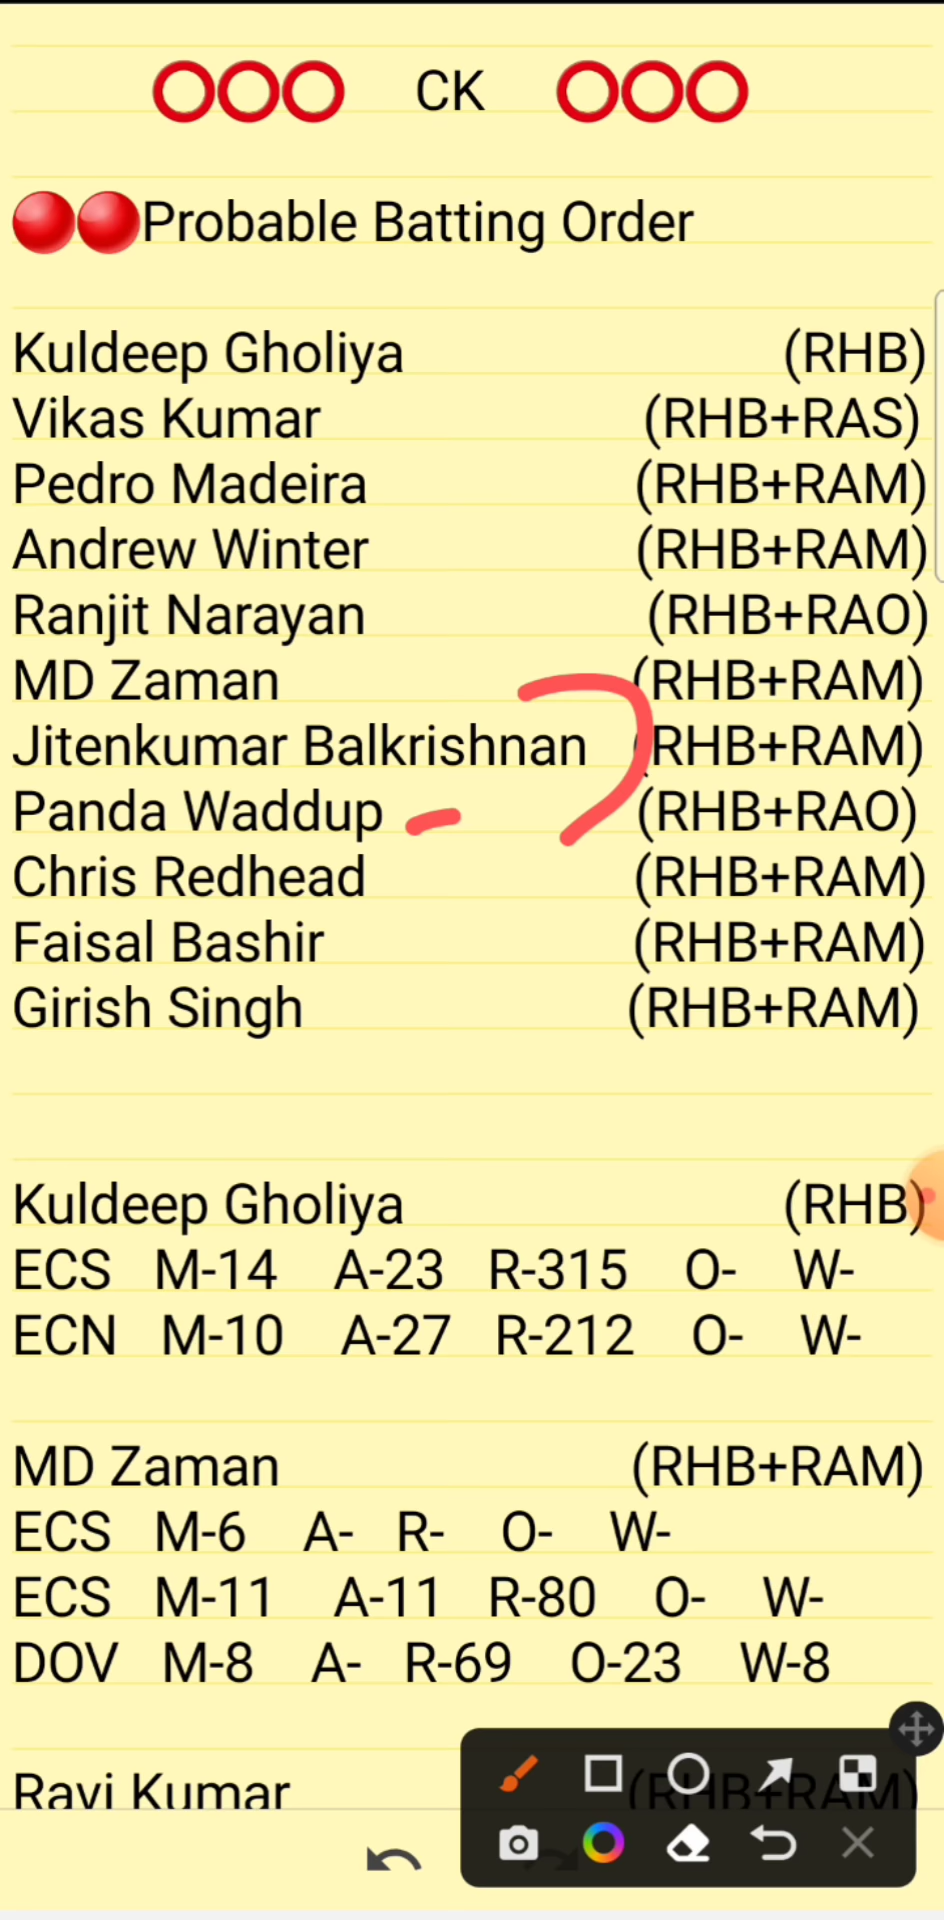 ⭕⭕⭕ CK ⭕⭕⭕
🔴🔴Probable Batting Order
Kuldeep Gholiya (RHB)
Vikas Kumar (RHB+RAS)
Pedro Madeira (RHB+RAM)
Andrew Winter (RHB+RAM)
Ranjit Narayan (RHB+RAO)
MD Zaman (RHB+RAM)
Jitenkumar Balkrishnan (RHB+RAM)
Panda Waddup (RHB+RAO)
Chris Redhead (RHB+RAM)
Faisal Bashir (RHB+RAM)
Girish Singh (RHB+RAM)
Kuldeep Gholiya (RHB)
ECS M-14 A-23 R-315 O- W-
ECN M-10 A-27 R-212 O- W-
MD Zaman (RHB+RAM)
ECS M-6 A- R- O- W-
ECS M-11 A-11 R-80 O- W-
DOV M-8 A- R-69 O-23 W-8
Ravi Kumar (RHB+RAM)